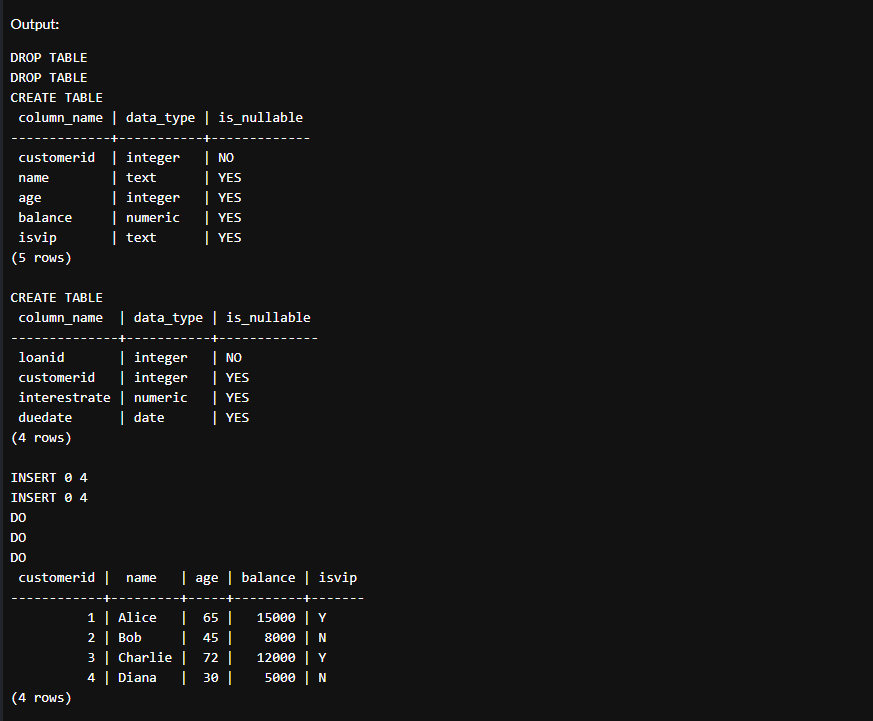 Output:
DROP TABLE
DROP TABLE
CREATE TABLE
 column_name | data_type | is_nullable
-------------+-----------+-------------
 customerid  | integer   | NO
 name        | text      | YES
 age         | integer   | YES
 balance     | numeric   | YES
 isvip       | text      | YES
(5 rows)

CREATE TABLE
 column_name  | data_type | is_nullable
--------------+-----------+-------------
 loanid       | integer   | NO
 customerid   | integer   | YES
 interestrate | numeric   | YES
 duedate      | date      | YES
(4 rows)

INSERT 0 4
INSERT 0 4
DO
DO
DO
 customerid |  name   | age | balance | isvip
------------+---------+-----+---------+-------
          1 | Alice   |  65 |   15000 | Y
          2 | Bob     |  45 |    8000 | N
          3 | Charlie |  72 |   12000 | Y
          4 | Diana   |  30 |    5000 | N
(4 rows)